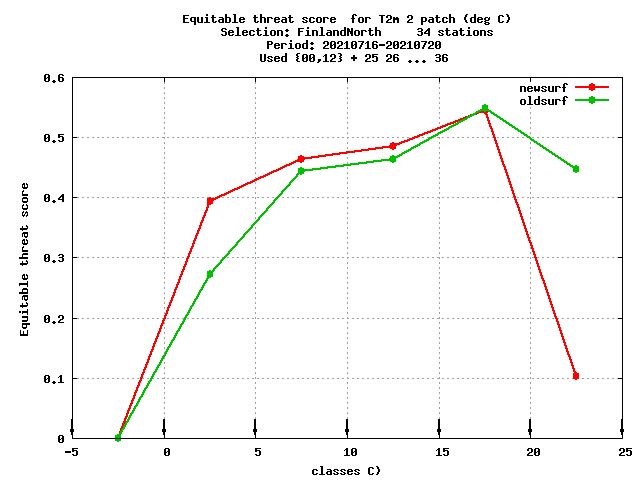 Equitable threat score  for T2m 2 patch (deg C)
Selection: FinlandNorth     34 stations
Period: 20210716-20210720
Used {00,12} + 25 26 ... 36
newsurf
oldsurf
Equitable threat score
0.6
0.5
0.4
0.3
0.2
0.1
0
-5 0 5 10 15 20 25
classes C)